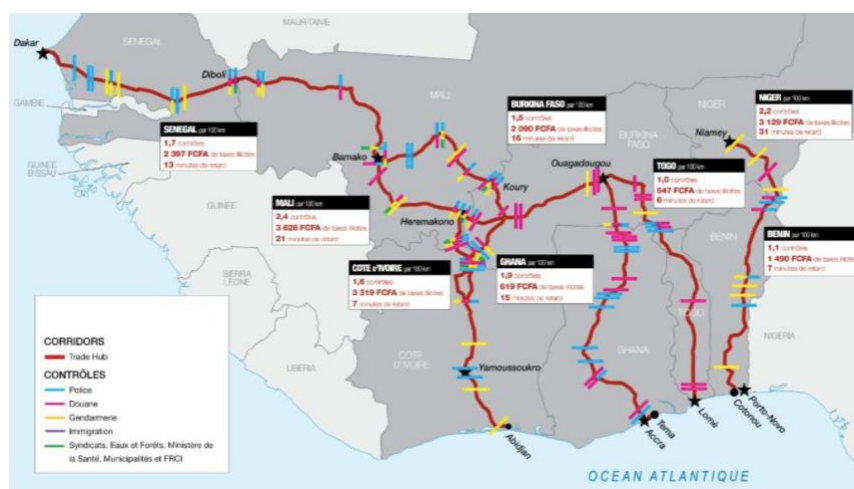 MAURITANIE
Dakar
SENEGAL
Diboli
GAMBIE
MALI
GUINEE
BISSAU
SENEGAL par 100 km
1,7 contrôles
2 397 FCFA de taxes illicites
13 minutes de retard
BURKINA FASO par 100 km
1,5 contrôles
2 090 FCFA de taxes illicites
16 minutes de retard
NIGER
NIGER par 100 km
2,2 contrôles
3 129 FCFA de taxes illicites
31 minutes de retard
BURKINA
FASO
Niamey
Bamako
Ouagadougou
Koury
TOGO par 100 km
1,0 contrôles
547 FCFA de taxes illicites
6 minutes de retard
GUINEE
MALI par 100 km
2,4 contrôles
3 628 FCFA de taxes illicites
21 minutes de retard
Heremakono
BENIN
BENIN par 100 km
1,1 contrôles
1 490 FCFA de taxes illicites
7 minutes de retard
SIERRA
LEONE
COTE D'IVOIRE par 100 km
3 319 FCFA de taxes illicites
7 minutes de retard
GHANA par 100 km
1,9 contrôles
619 FCFA de taxes illicites
15 minutes de retard
NIGERIA
TOGO
LIBERIA
COTE
D'IVOIRE
GHANA
Yamoussoukro
Abidjan
Accra
Tema
Lomé
Cotonou
Porto-Novo
CORRIDORS
Trade Hub
CONTRÔLES
Police
Douane
Gendarmerie
Immigration
Syndicats, Eaux et Forêts, Ministère de
la Santé, Municipalités et FRCI
OCEAN ATLANTIQUE